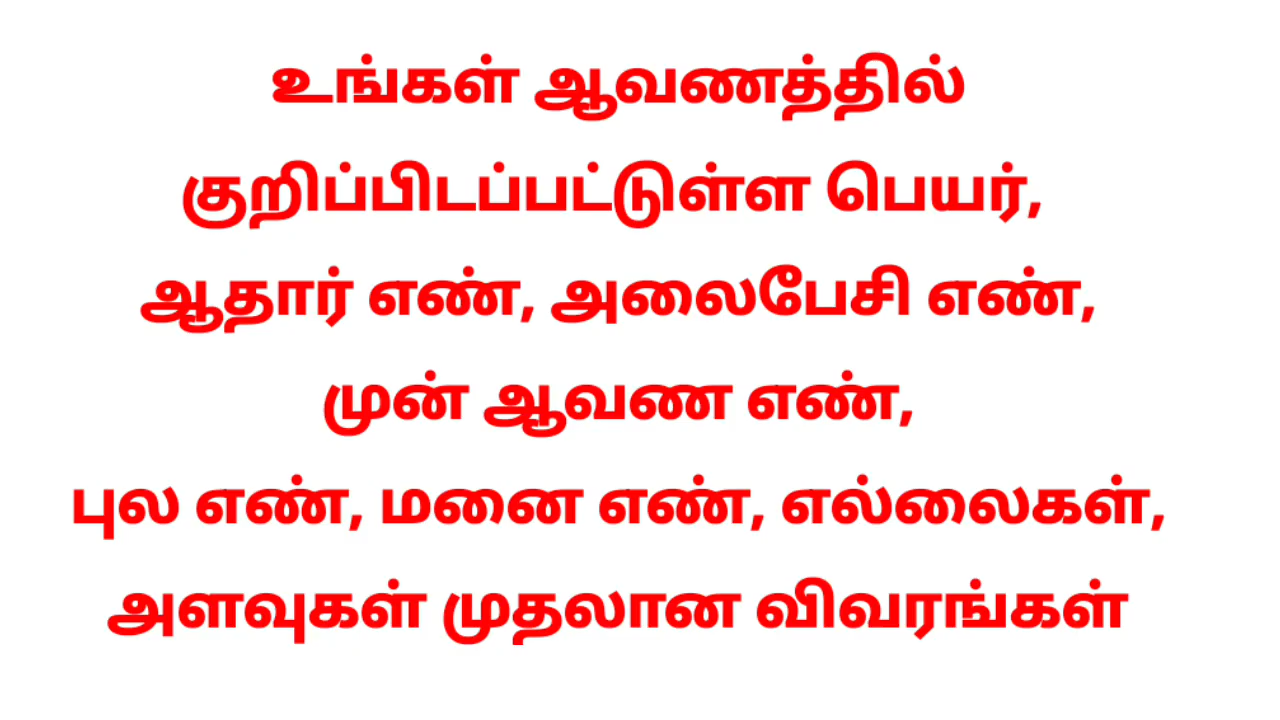 உங்கள் ஆவணத்தில்
குறிப்பிடப்பட்டுள்ள பெயர்,
ஆதார் எண், அலைபேசி எண்,
முன் ஆவண எண்,
புல எண், மனை எண், எல்லைகள்,
அளவுகள் முதலான விவரங்கள்